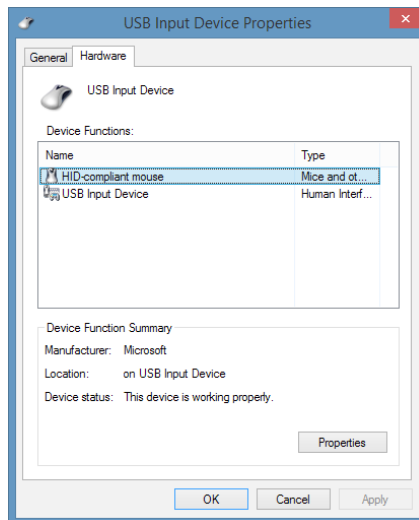 USB Input Device Properties
×
General Hardware
USB Input Device
Device Functions:
Name Type
HID-compliant mouse Mice and ot...
USB Input Device Human Interf...
Device Function Summary
Manufacturer: Microsoft
Location: on USB Input Device
Device status: This device is working properly.
Properties
OK Cancel Apply